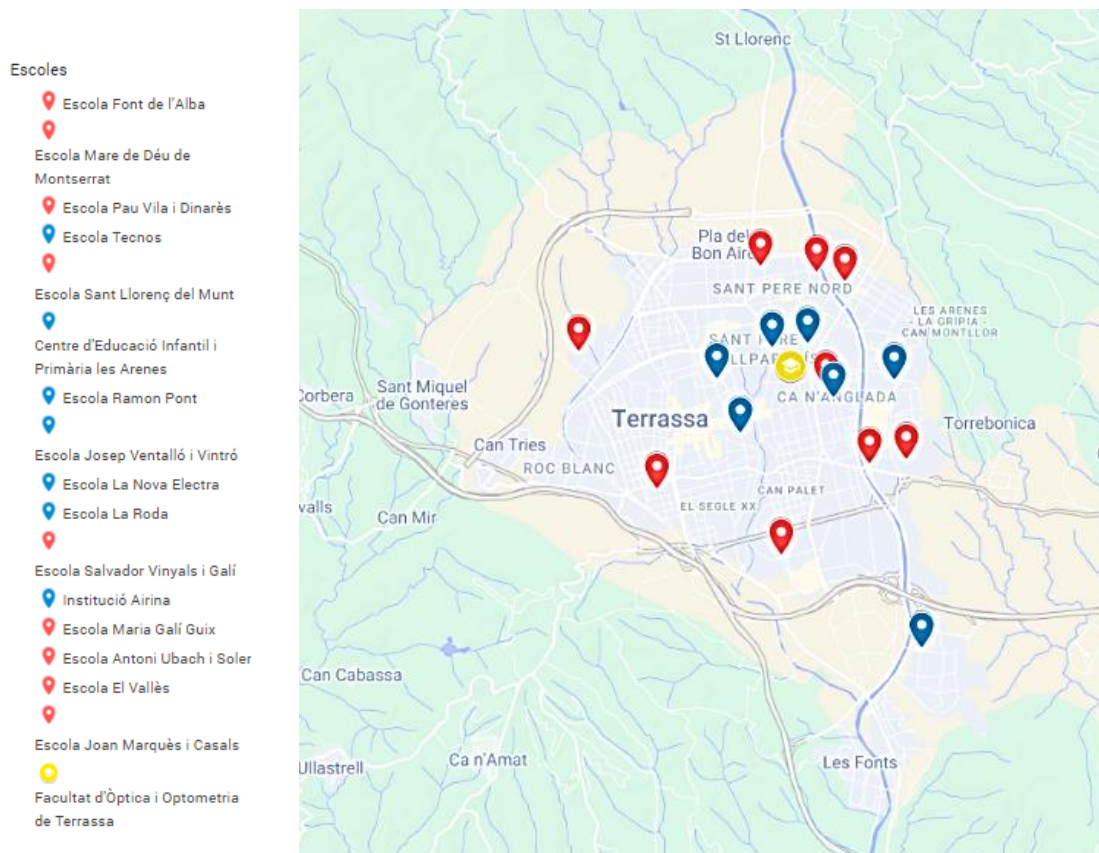 Escoles
Escola Font de l'Alba
Escola Mare de Déu de
Montserrat
Escola Pau Vila i Dinarès
Escola Tecnos
Escola Sant Llorenç del Munt
Centre d'Educació Infantil i
Primària les Arenes
Escola Ramon Pont
Escola Josep Ventalló i Vintró
Escola La Nova Electra
Escola La Roda
Escola Salvador Vinyals i Galí
Institució Airina
Escola Maria Galí Guix
Escola Antoni Ubach i Soler
Escola El Vallès
Escola Joan Marquès i Casals
Facultat d'Òptica i Optometria
de Terrassa
St Llorenc
Pla del
Bon Aire
SANT PERE NORD
LES ARENES
- LA GRIPIA -
CAN MONTLLOR
SANT PERE
CA N'ANGLADA
Corbera
Sant Miquel
de Gonteres
Terrassa
Torrebonica
Can Tries
ROC BLANC
CAN PALET
EL SEGLE XX
valls
Can Mir
Can Cabassa
Ullastrell
Ca n'Amat
Les Fonts